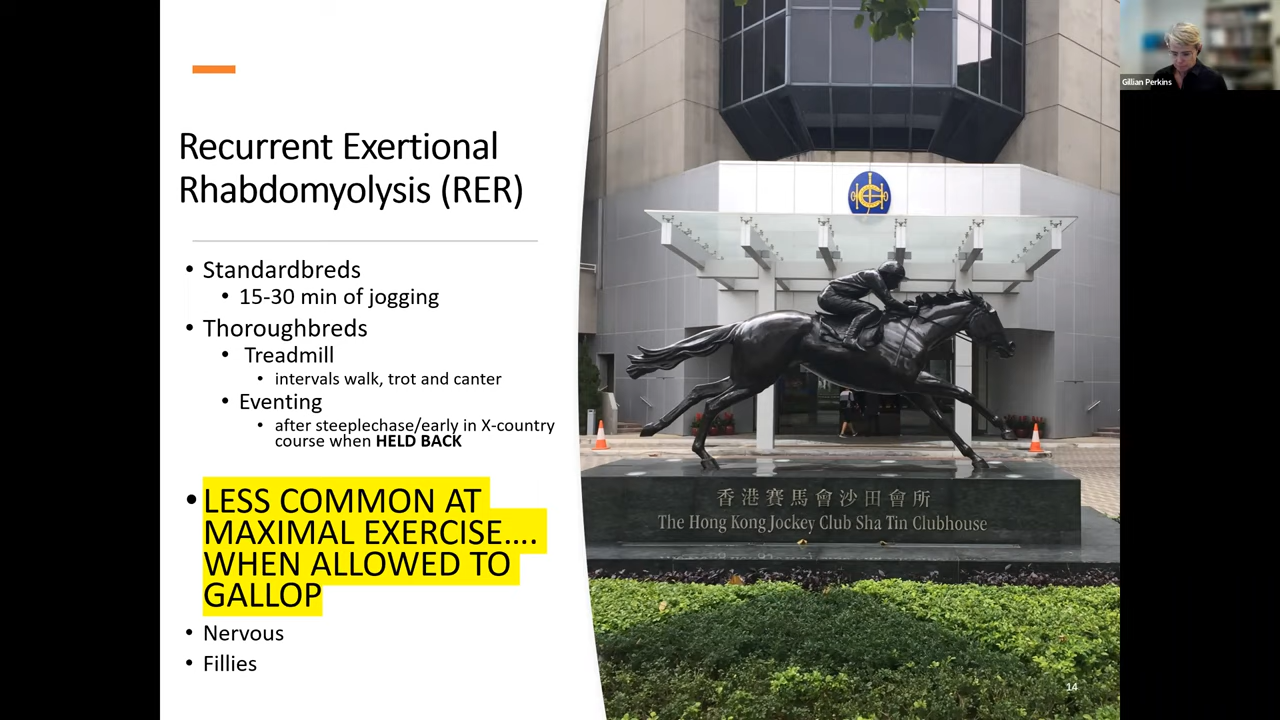 Recurrent Exertional
Rhabdomyolysis (RER)
• Standardbreds
• 15-30 min of jogging
• Thoroughbreds
• Treadmill
• intervals walk, trot and canter
• Eventing
• after steeplechase/early in X-country
course when HELD BACK
• LESS COMMON AT
MAXIMAL EXERCISE....
WHEN ALLOWED TO
GALLOP
• Nervous
• Fillies
香港賽馬會沙田會所
The Hong Kong Jockey Club Sha Tin Clubhouse
14
Gillian Perkins